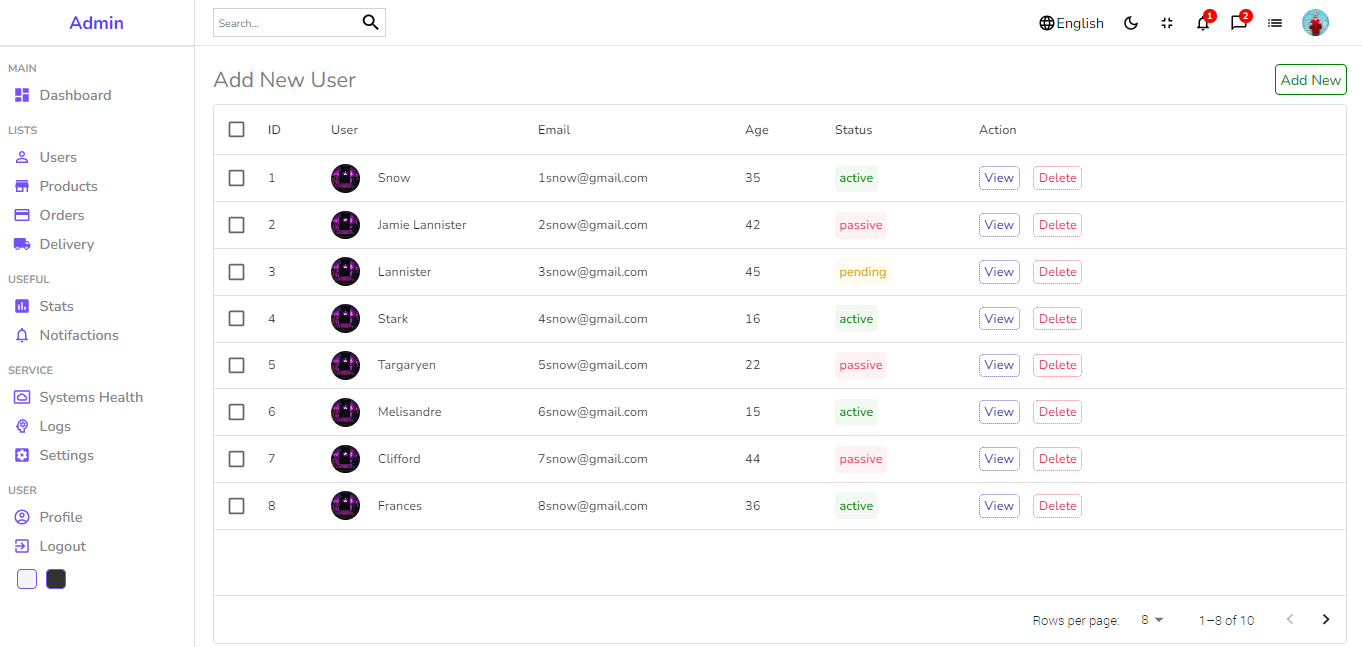 Admin
Search...
English
1
2
MAIN
Dashboard
LISTS
Users
Products
Orders
Delivery
USEFUL
Stats
Notifactions
SERVICE
Systems Health
Logs
Settings
USER
Profile
Logout
Add New User
Add New
ID User Email Age Status Action
1 Snow 1snow@gmail.com 35 active View Delete
2 Jamie Lannister 2snow@gmail.com 42 passive View Delete
3 Lannister 3snow@gmail.com 45 pending View Delete
4 Stark 4snow@gmail.com 16 active View Delete
5 Targaryen 5snow@gmail.com 22 passive View Delete
6 Melisandre 6snow@gmail.com 15 active View Delete
7 Clifford 7snow@gmail.com 44 passive View Delete
8 Frances 8snow@gmail.com 36 active View Delete
Rows per page: 8 1–8 of 10